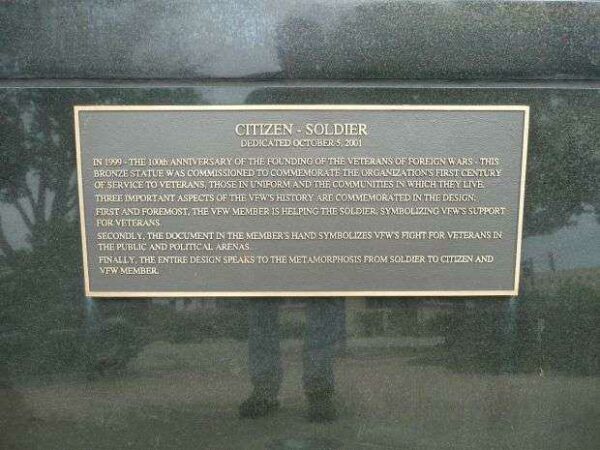 CITIZEN - SOLDIER
DEDICATED OCTOBER 5, 2001
IN 1999 - THE 100th ANNIVERSARY OF THE FOUNDING OF THE VETERANS OF FOREIGN WARS - THIS
BRONZE STATUE WAS COMMISSIONED TO COMMEMORATE THE ORGANIZATION'S FIRST CENTURY
OF SERVICE TO VETERANS, THOSE IN UNIFORM AND THE COMMUNITIES IN WHICH THEY LIVE.
THREE IMPORTANT ASPECTS OF THE VFW'S HISTORY ARE COMMEMORATED IN THE DESIGN.
FIRST AND FOREMOST, THE VFW MEMBER IS HELPING THE SOLDIER, SYMBOLIZING VFW'S SUPPORT
FOR VETERANS.
SECONDLY, THE DOCUMENT IN THE MEMBER'S HAND SYMBOLIZES VFW'S FIGHT FOR VETERANS IN
THE PUBLIC AND POLITICAL ARENAS.
FINALLY, THE ENTIRE DESIGN SPEAKS TO THE METAMORPHOSIS FROM SOLDIER TO CITIZEN AND
VFW MEMBER.